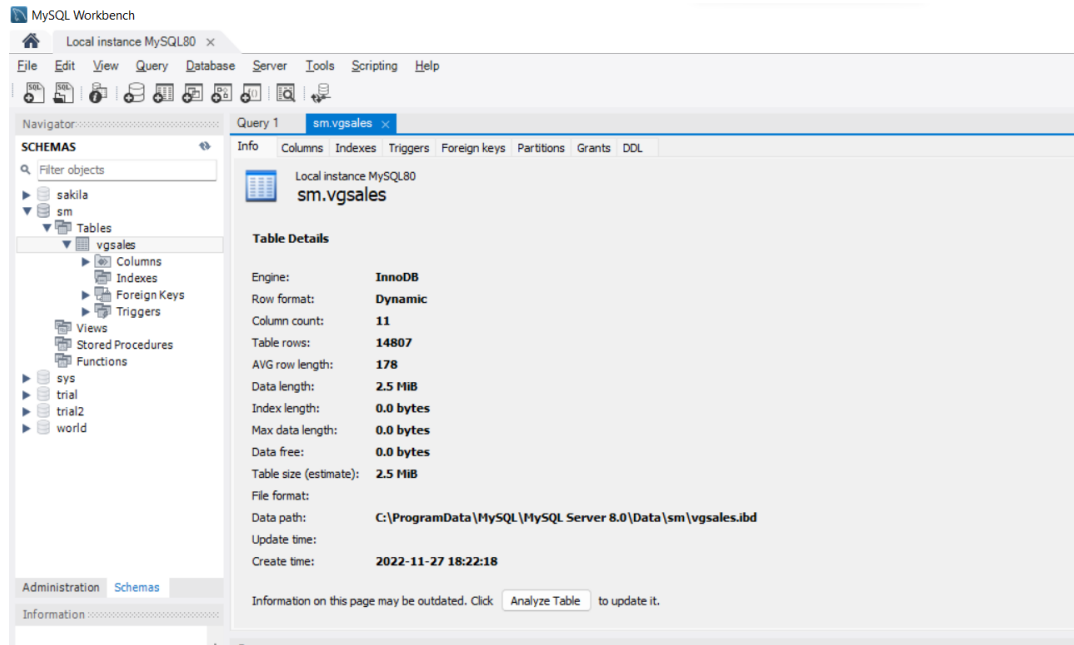 MySQL Workbench
Local instance MySQL80 ×
File Edit View Query Database Server Tools Scripting Help
Navigator
SCHEMAS
Filter objects
sakila
sm
Tables
vgsales
Columns
Indexes
Foreign Keys
Triggers
Views
Stored Procedures
Functions
sys
trial
trial2
world
Administration Schemas
Information
Query 1 sm.vgsales ×
Info Columns Indexes Triggers Foreign keys Partitions Grants DDL
Local instance MySQL80
sm.vgsales
Table Details
Engine: InnoDB
Row format: Dynamic
Column count: 11
Table rows: 14807
AVG row length: 178
Data length: 2.5 MiB
Index length: 0.0 bytes
Max data length: 0.0 bytes
Data free: 0.0 bytes
Table size (estimate): 2.5 MiB
File format:
Data path: C:\ProgramData\MySQL\MySQL Server 8.0\Data\sm\vgsales.ibd
Update time:
Create time: 2022-11-27 18:22:18
Information on this page may be outdated. Click Analyze Table to update it.